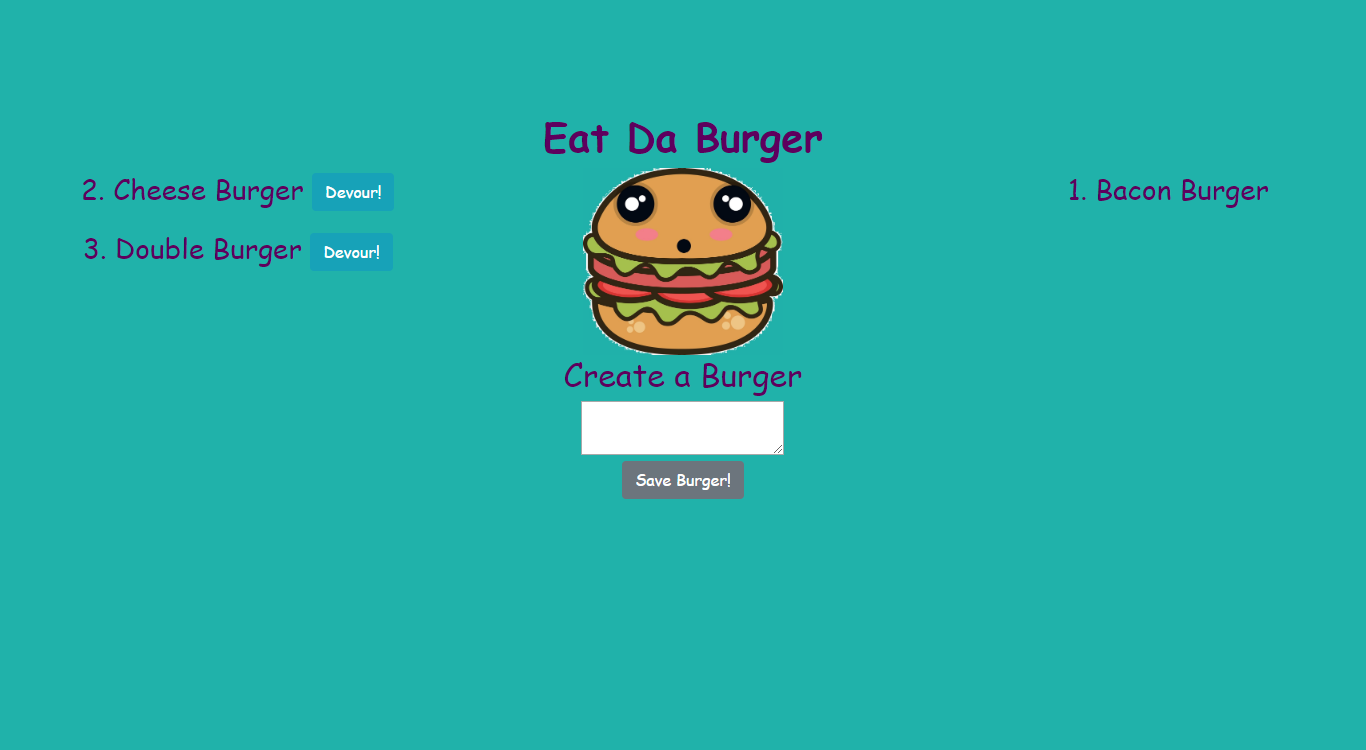 Eat Da Burger
2. Cheese Burger Devour!
3. Double Burger Devour!
1. Bacon Burger
Create a Burger
Save Burger!